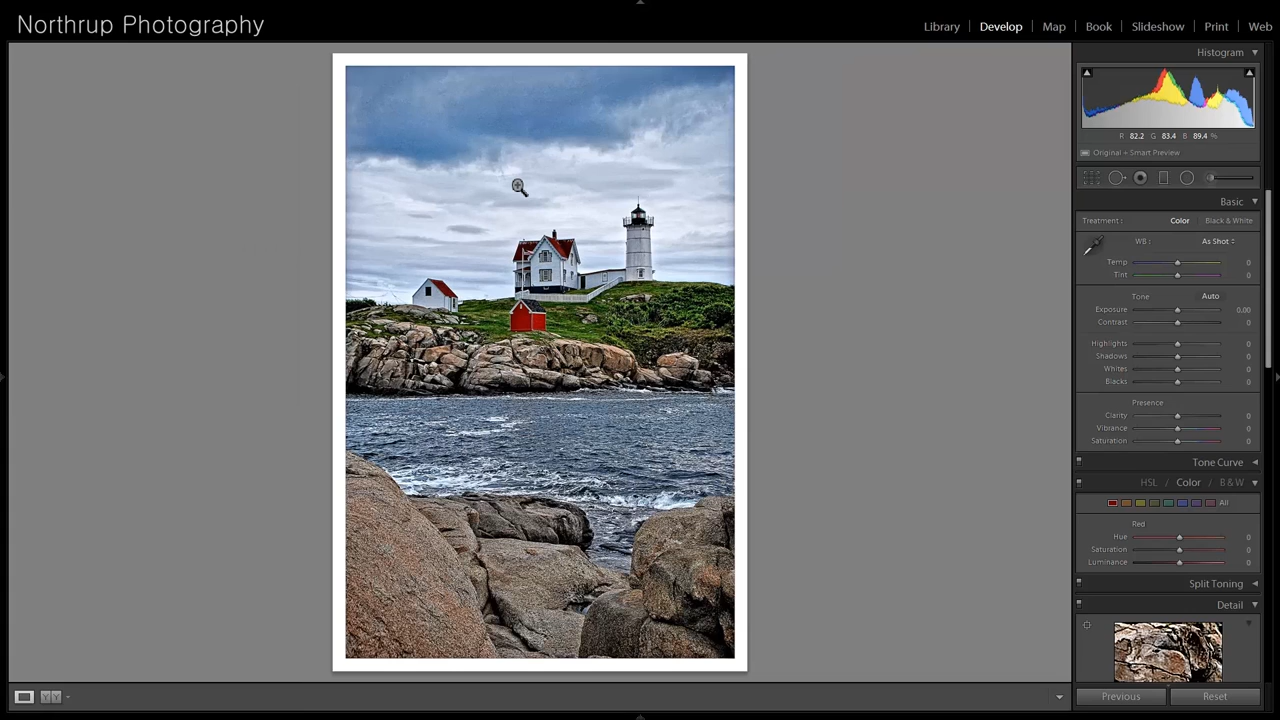 Northrup Photography
Library | Develop | Map | Book | Slideshow | Print | Web
Histogram
R 82.2 G 83.4 B 89.4 %
Original + Smart Preview
Basic
Treatment : Color Black & White
WB : As Shot
Temp 0
Tint 0
Tone Auto
Exposure 0.00
Contrast 0
Highlights 0
Shadows 0
Whites 0
Blacks 0
Presence
Clarity 0
Vibrance 0
Saturation 0
Tone Curve
HSL / Color / B & W
All
Red
Hue 0
Saturation 0
Luminance 0
Split Toning
Detail
Y Y
Previous Reset